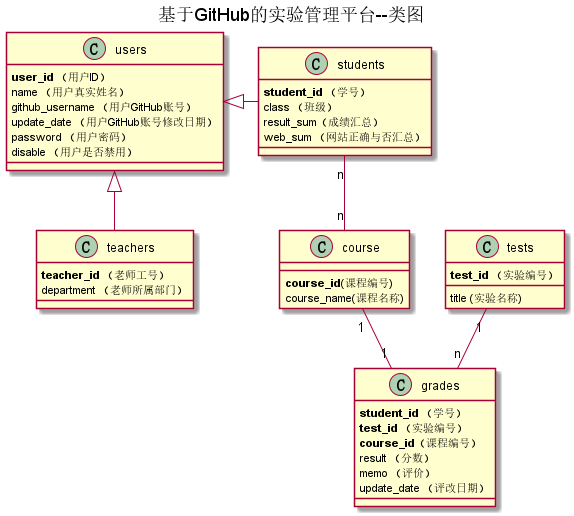 基于GitHub的实验管理平台--类图
C users
user_id （用户ID）
name （用户真实姓名）
github_username （用户GitHub账号）
update_date （用户GitHub账号修改日期）
password （用户密码）
disable （用户是否禁用）
C students
student_id （学号）
class （班级）
result_sum（成绩汇总）
web_sum （网站正确与否汇总）
n
n
C teachers
teacher_id （老师工号）
department （老师所属部门）
C course
course_id(课程编号)
course_name(课程名称)
C tests
test_id （实验编号）
title (实验名称)
1
1
1
n
C grades
student_id （学号）
test_id （实验编号）
course_id（课程编号）
result （分数）
memo （评价）
update_date （评改日期）